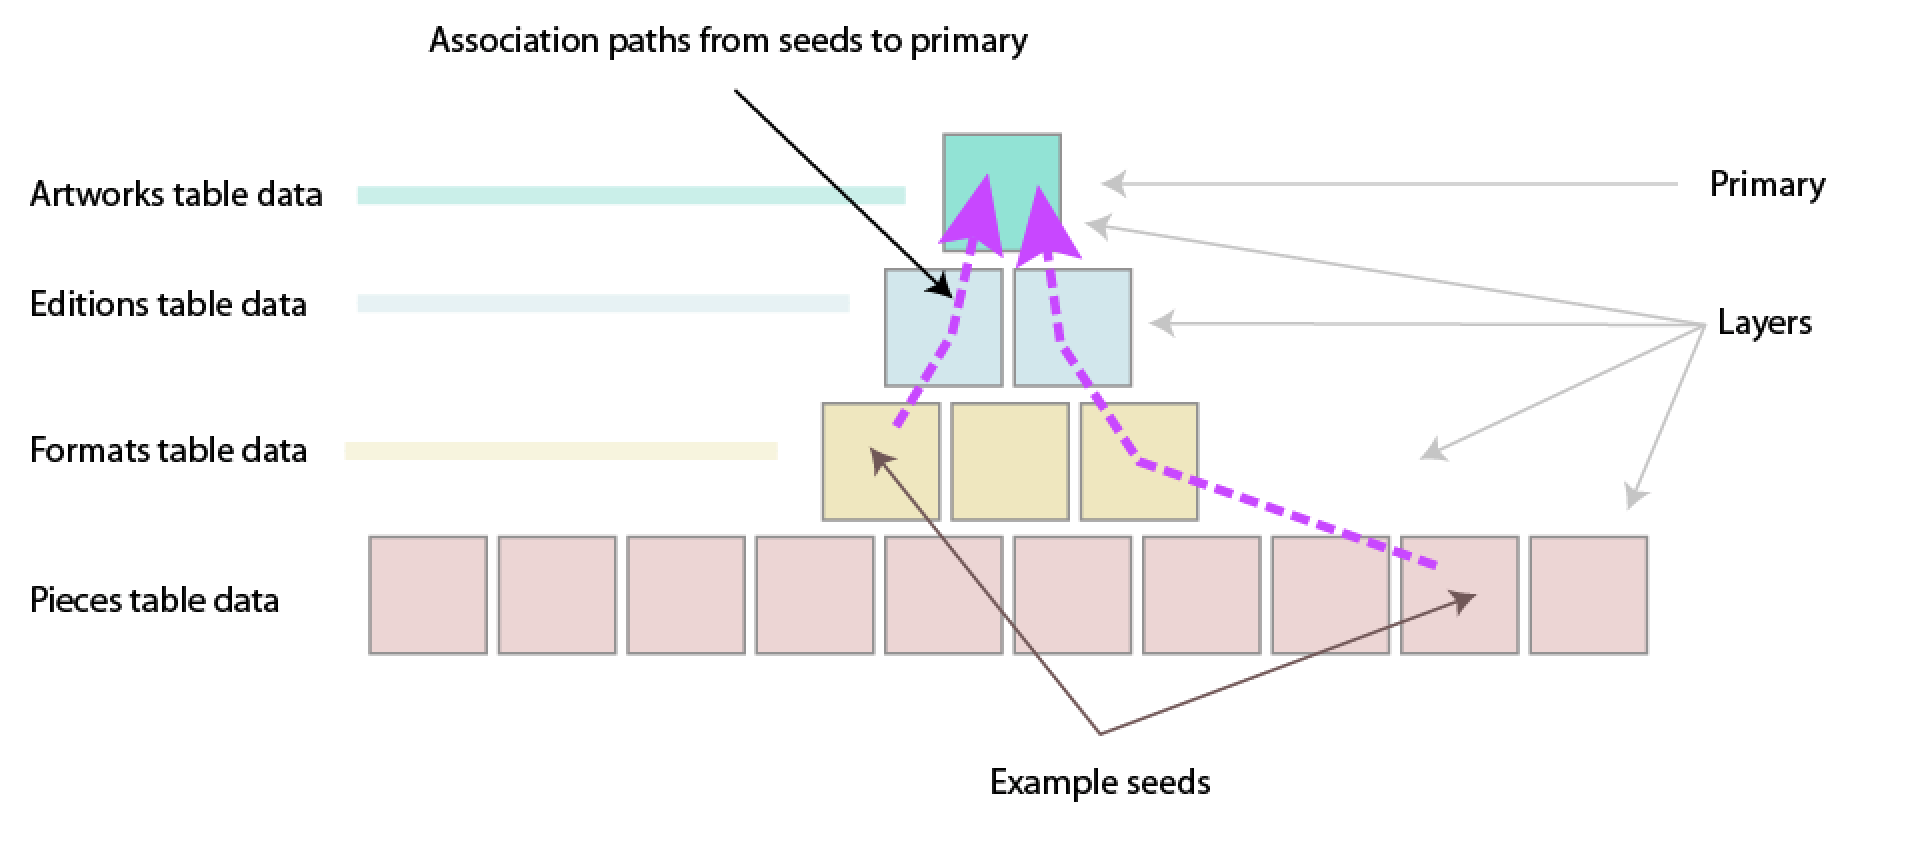 Association paths from seeds to primary
Artworks table data
Primary
Editions table data
Layers
Formats table data
Pieces table data
Example seeds